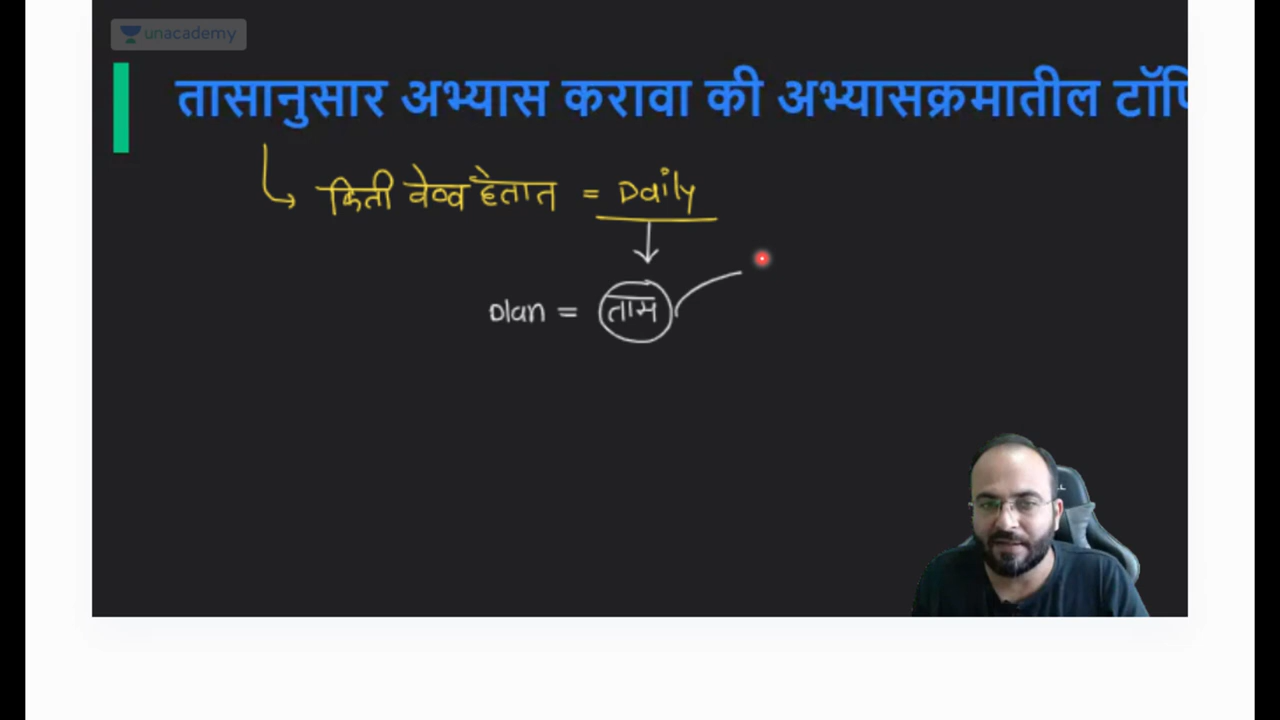 unacademy
तासानुसार अभ्यास करावा की अभ्यासक्रमातील टॉपि
किती वेळ देतात = Daily
Plan = तास